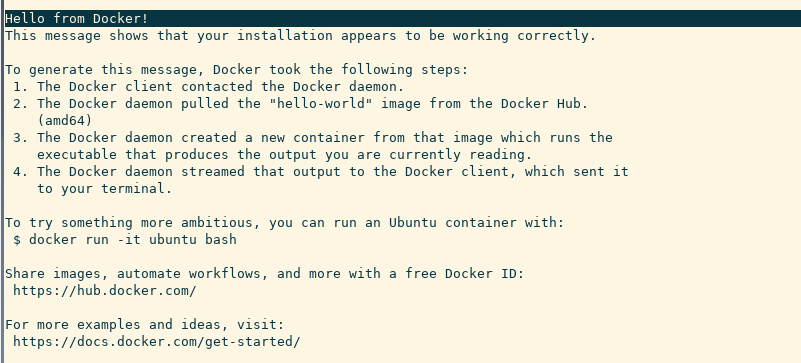 Hello from Docker!
This message shows that your installation appears to be working correctly.
To generate this message, Docker took the following steps:
1. The Docker client contacted the Docker daemon.
2. The Docker daemon pulled the "hello-world" image from the Docker Hub.
(amd64)
3. The Docker daemon created a new container from that image which runs the
executable that produces the output you are currently reading.
4. The Docker daemon streamed that output to the Docker client, which sent it
to your terminal.
To try something more ambitious, you can run an Ubuntu container with:
$ docker run -it ubuntu bash
Share images, automate workflows, and more with a free Docker ID:
https://hub.docker.com/
For more examples and ideas, visit:
https://docs.docker.com/get-started/